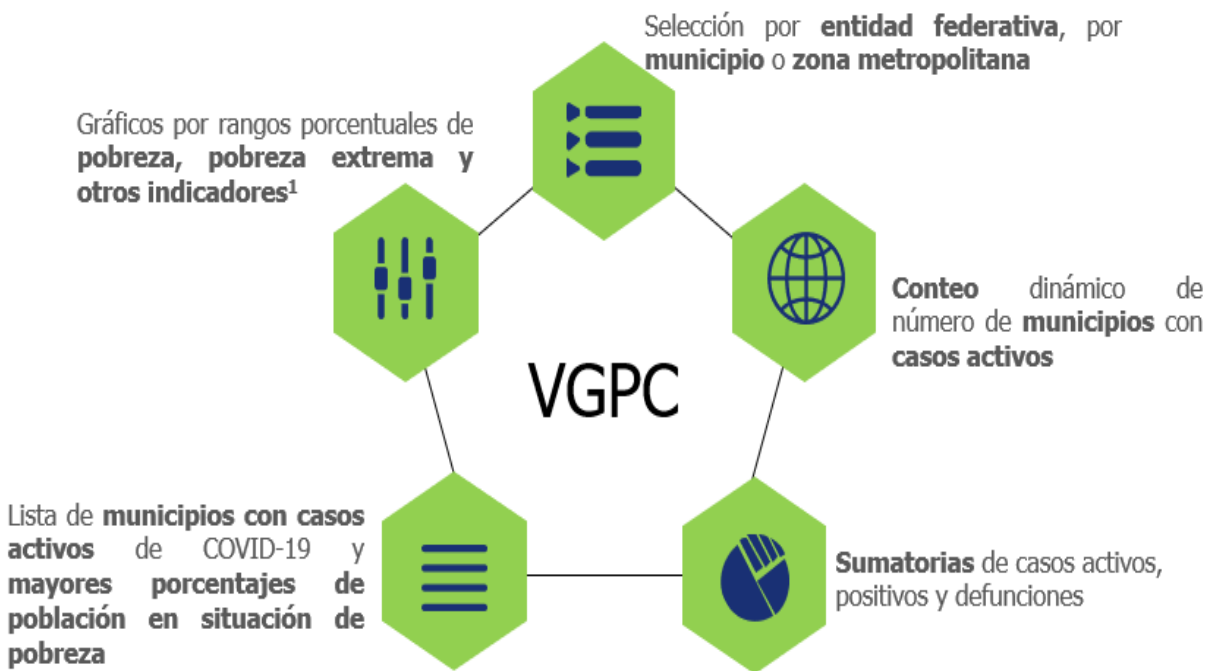 Selección por entidad federativa, por
municipio o zona metropolitana
Gráficos por rangos porcentuales de
pobreza, pobreza extrema y
otros indicadores¹
Conteo dinámico de
número de municipios con
casos activos
VGPC
Lista de municipios con casos
activos de COVID-19 y
mayores porcentajes de
población en situación de
pobreza
Sumatorias de casos activos,
positivos y defunciones